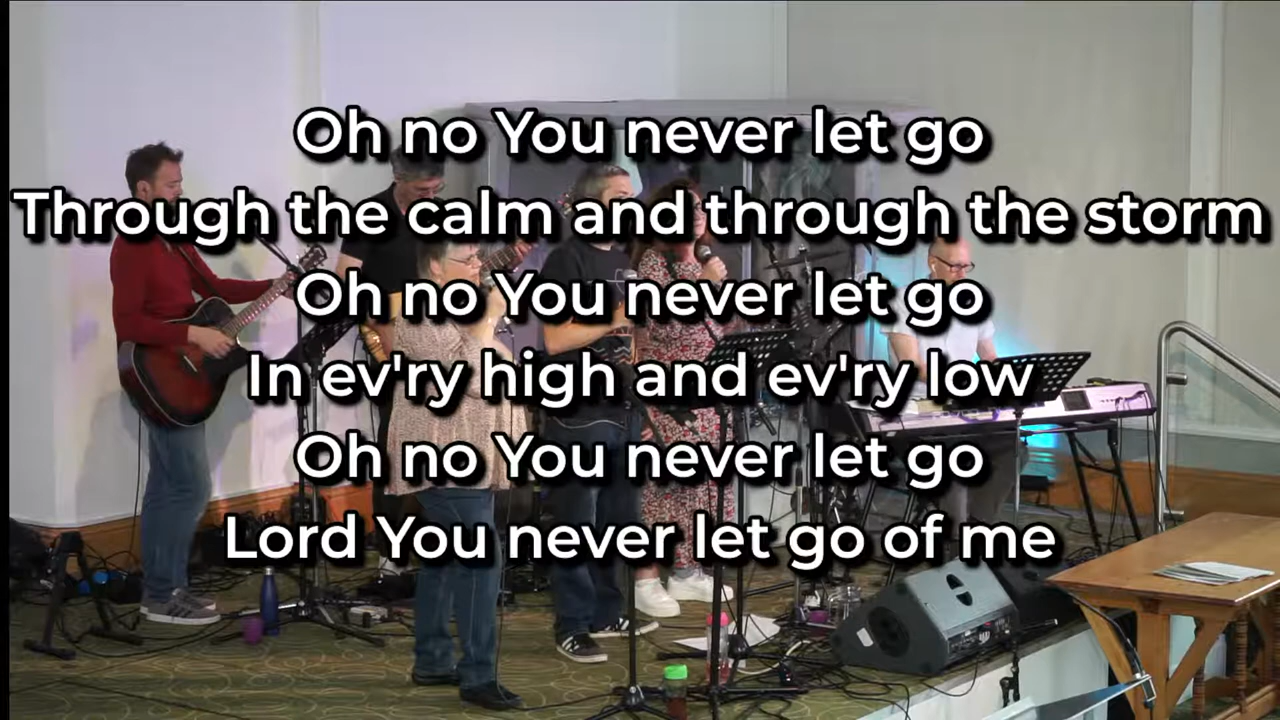 Oh no You never let go
Through the calm and through the storm
Oh no You never let go
In ev'ry high and ev'ry low
Oh no You never let go
Lord You never let go of me